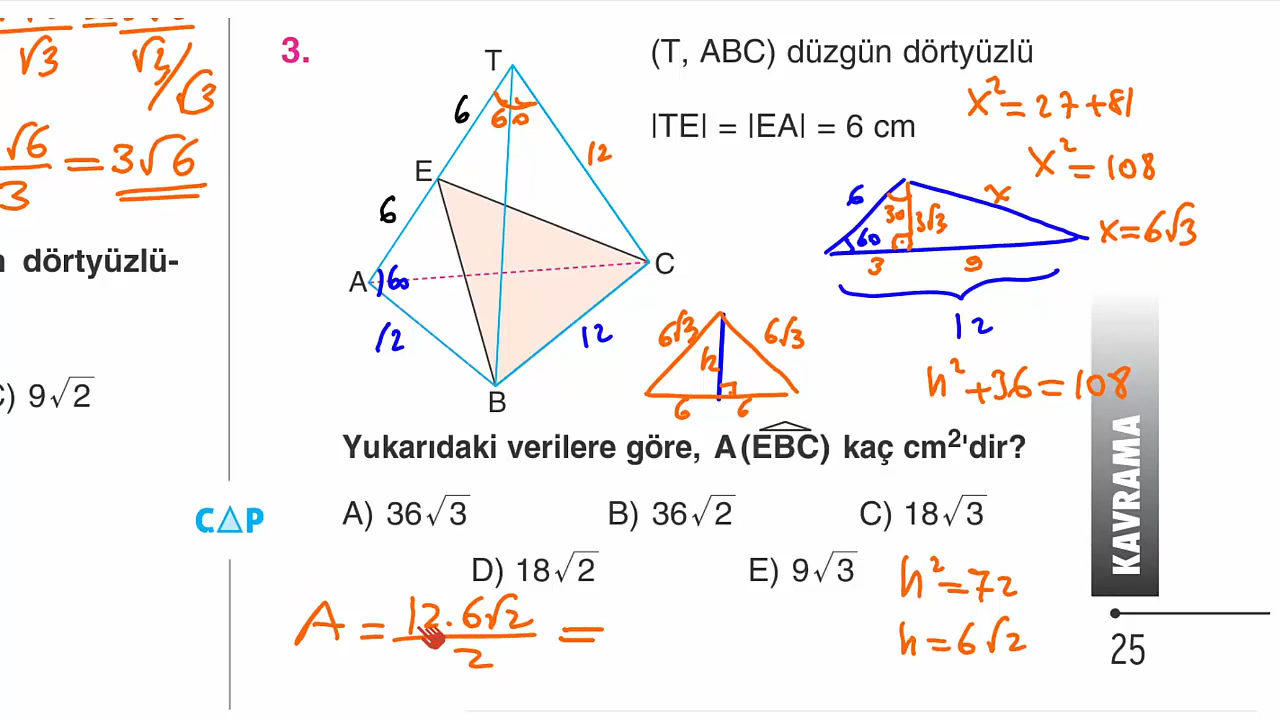 √3
√2/√3
√6/3 = 3√6
n dörtyüzlü-
C) 9√2
C△P
3.
(T, ABC) düzgün dörtyüzlü
|TE| = |EA| = 6 cm
T
6
60
12
E
6
A
60
C
12
12
B
x² = 27 + 81
x² = 108
x = 6√3
6
x
30
3√3
60
3
9
12
6√3
6√3
h
6
6
h² + 36 = 108
Yukarıdaki verilere göre, A(EBC) kaç cm²'dir?
A) 36√3 B) 36√2 C) 18√3
D) 18√2 E) 9√3
h² = 72
h = 6√2
A = 12.6√2/2 =
KAVRAMA
25